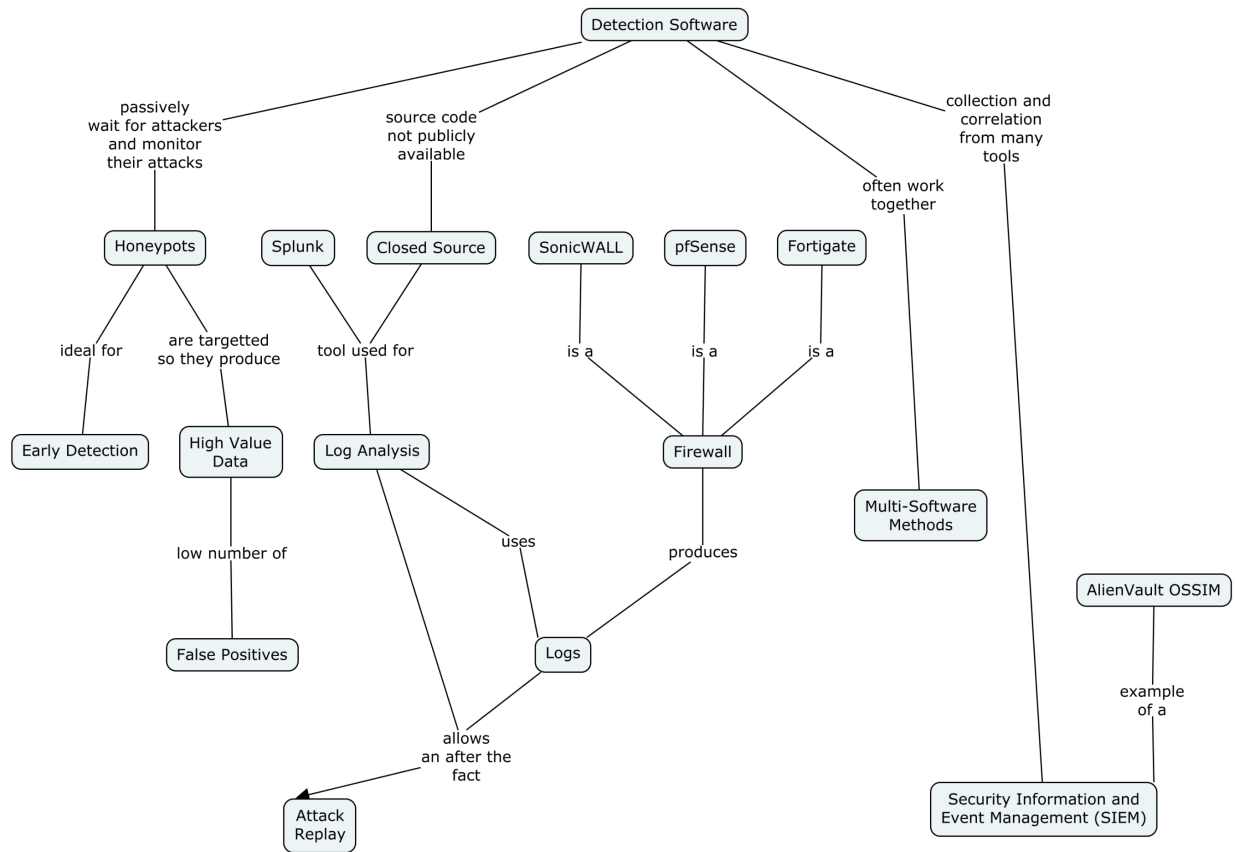 Detection Software
passively
wait for attackers
and monitor
their attacks
source code
not publicly
available
collection and
correlation
from many
tools
often work
together
Honeypots
Splunk
Closed Source
SonicWALL
pfSense
Fortigate
ideal for
are targetted
so they produce
tool used for
is a
is a
is a
Early Detection
High Value
Data
Log Analysis
Firewall
Multi-Software
Methods
low number of
uses
produces
AlienVault OSSIM
False Positives
Logs
example
of a
allows
an after the
fact
Attack
Replay
Security Information and
Event Management (SIEM)